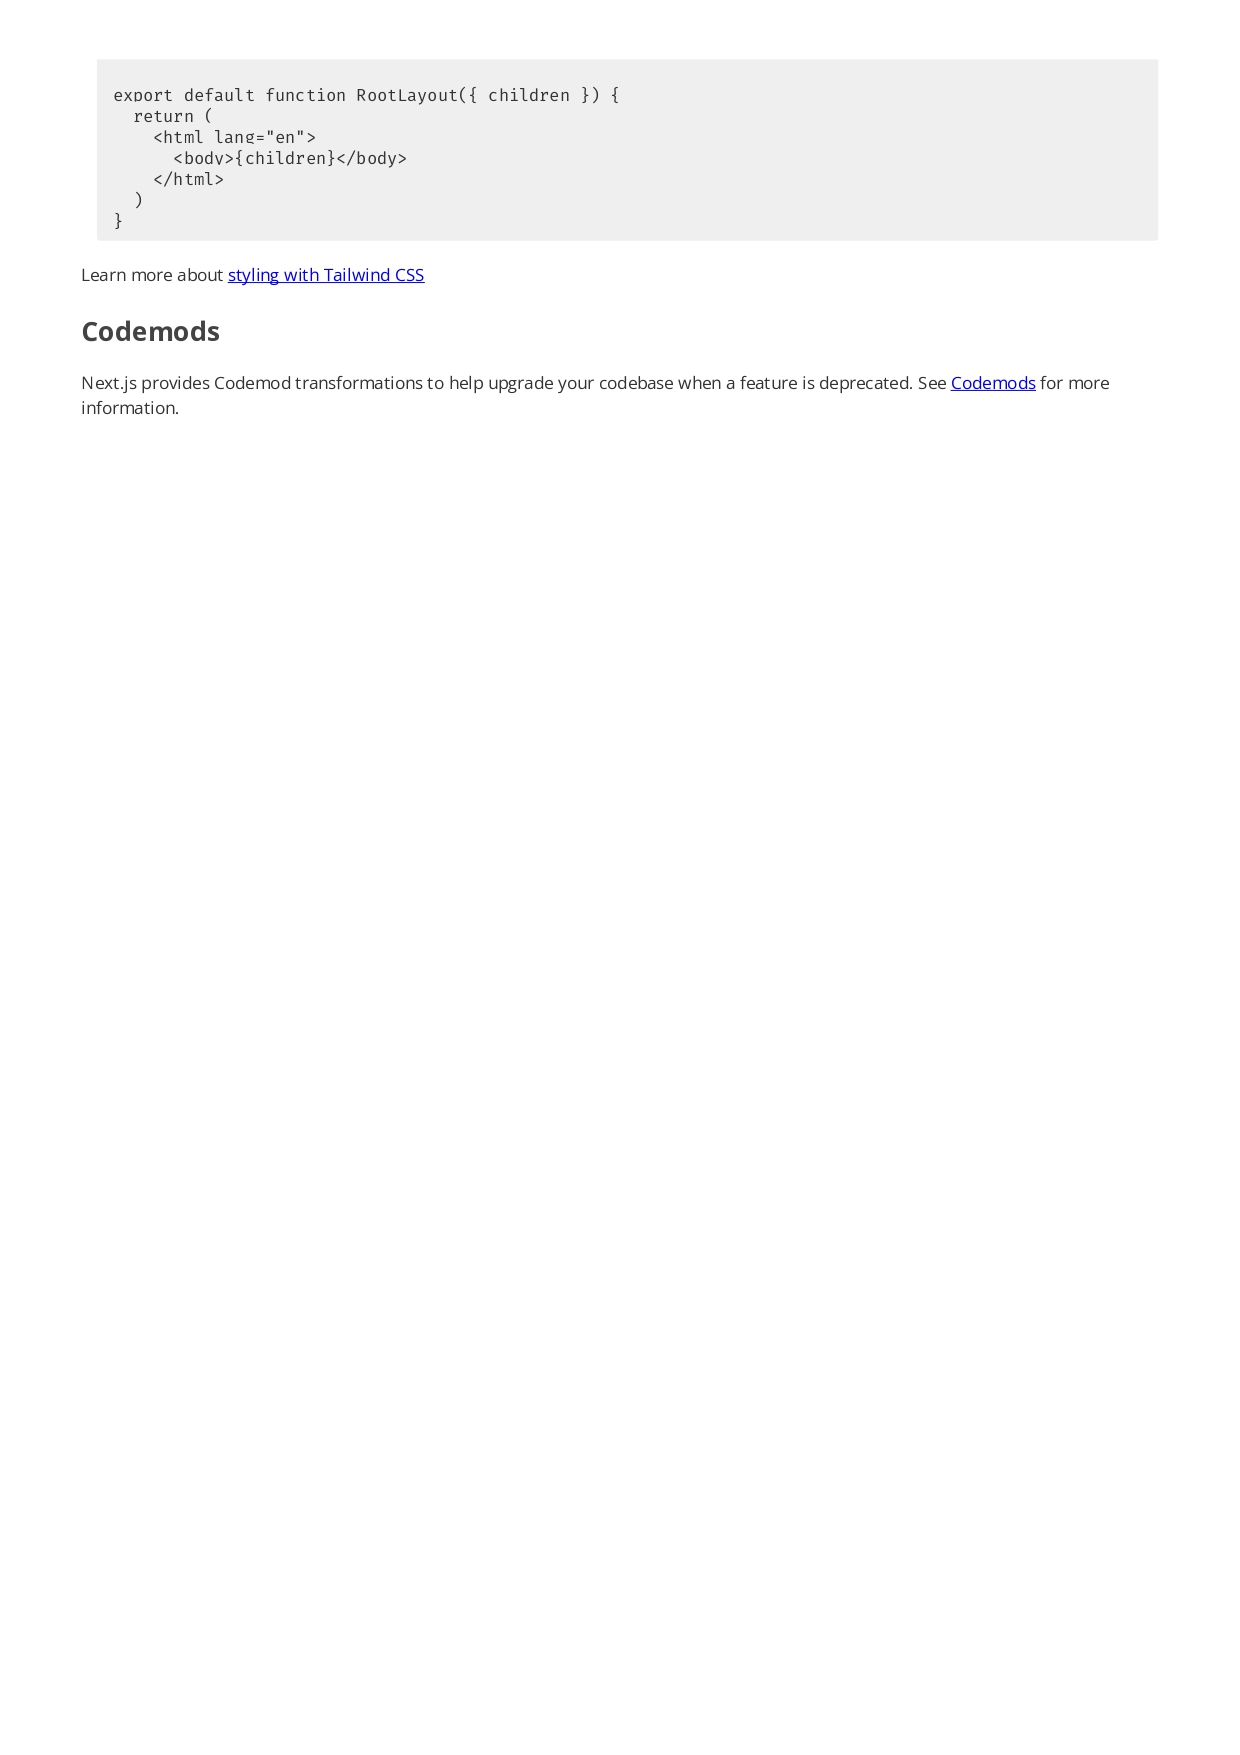 export default function RootLayout({ children }) {
  return (
    <html lang="en">
      <body>{children}</body>
    </html>
  )
}
Learn more about styling with Tailwind CSS
Codemods
Next.js provides Codemod transformations to help upgrade your codebase when a feature is deprecated. See Codemods for more
information.